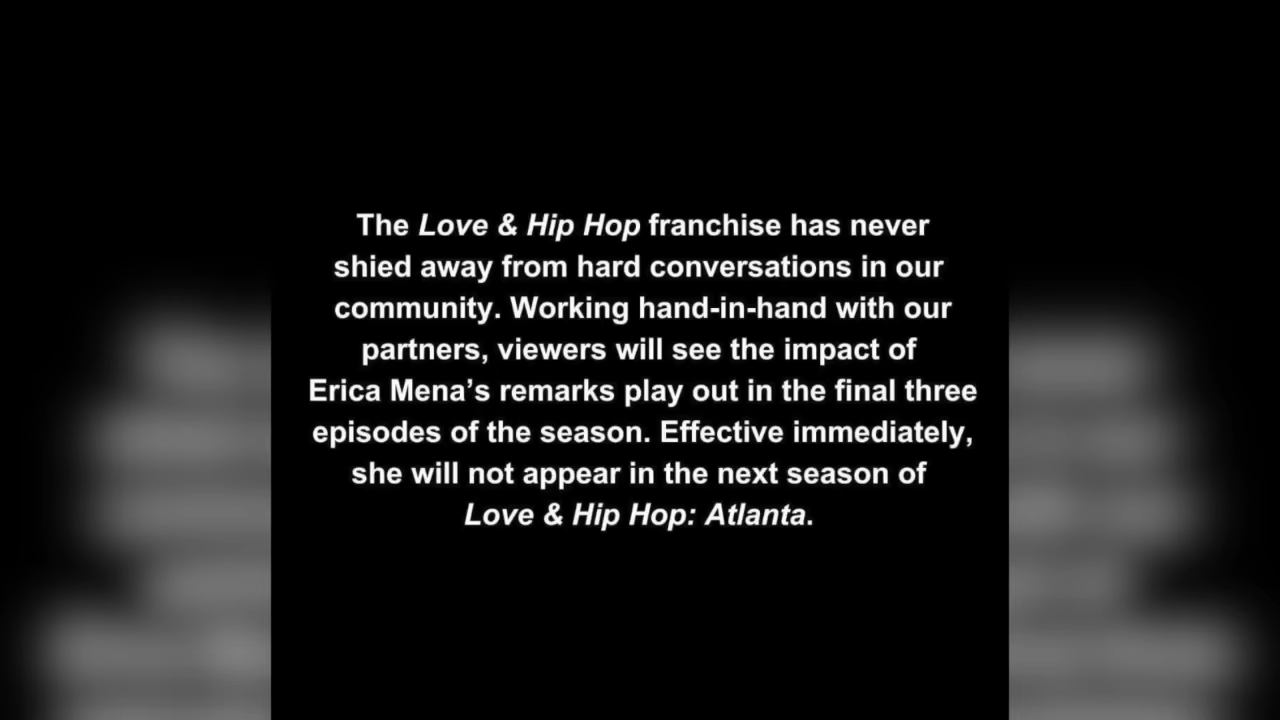 The Love & Hip Hop franchise has never
shied away from hard conversations in our
community. Working hand-in-hand with our
partners, viewers will see the impact of
Erica Mena’s remarks play out in the final three
episodes of the season. Effective immediately,
she will not appear in the next season of
Love & Hip Hop: Atlanta.